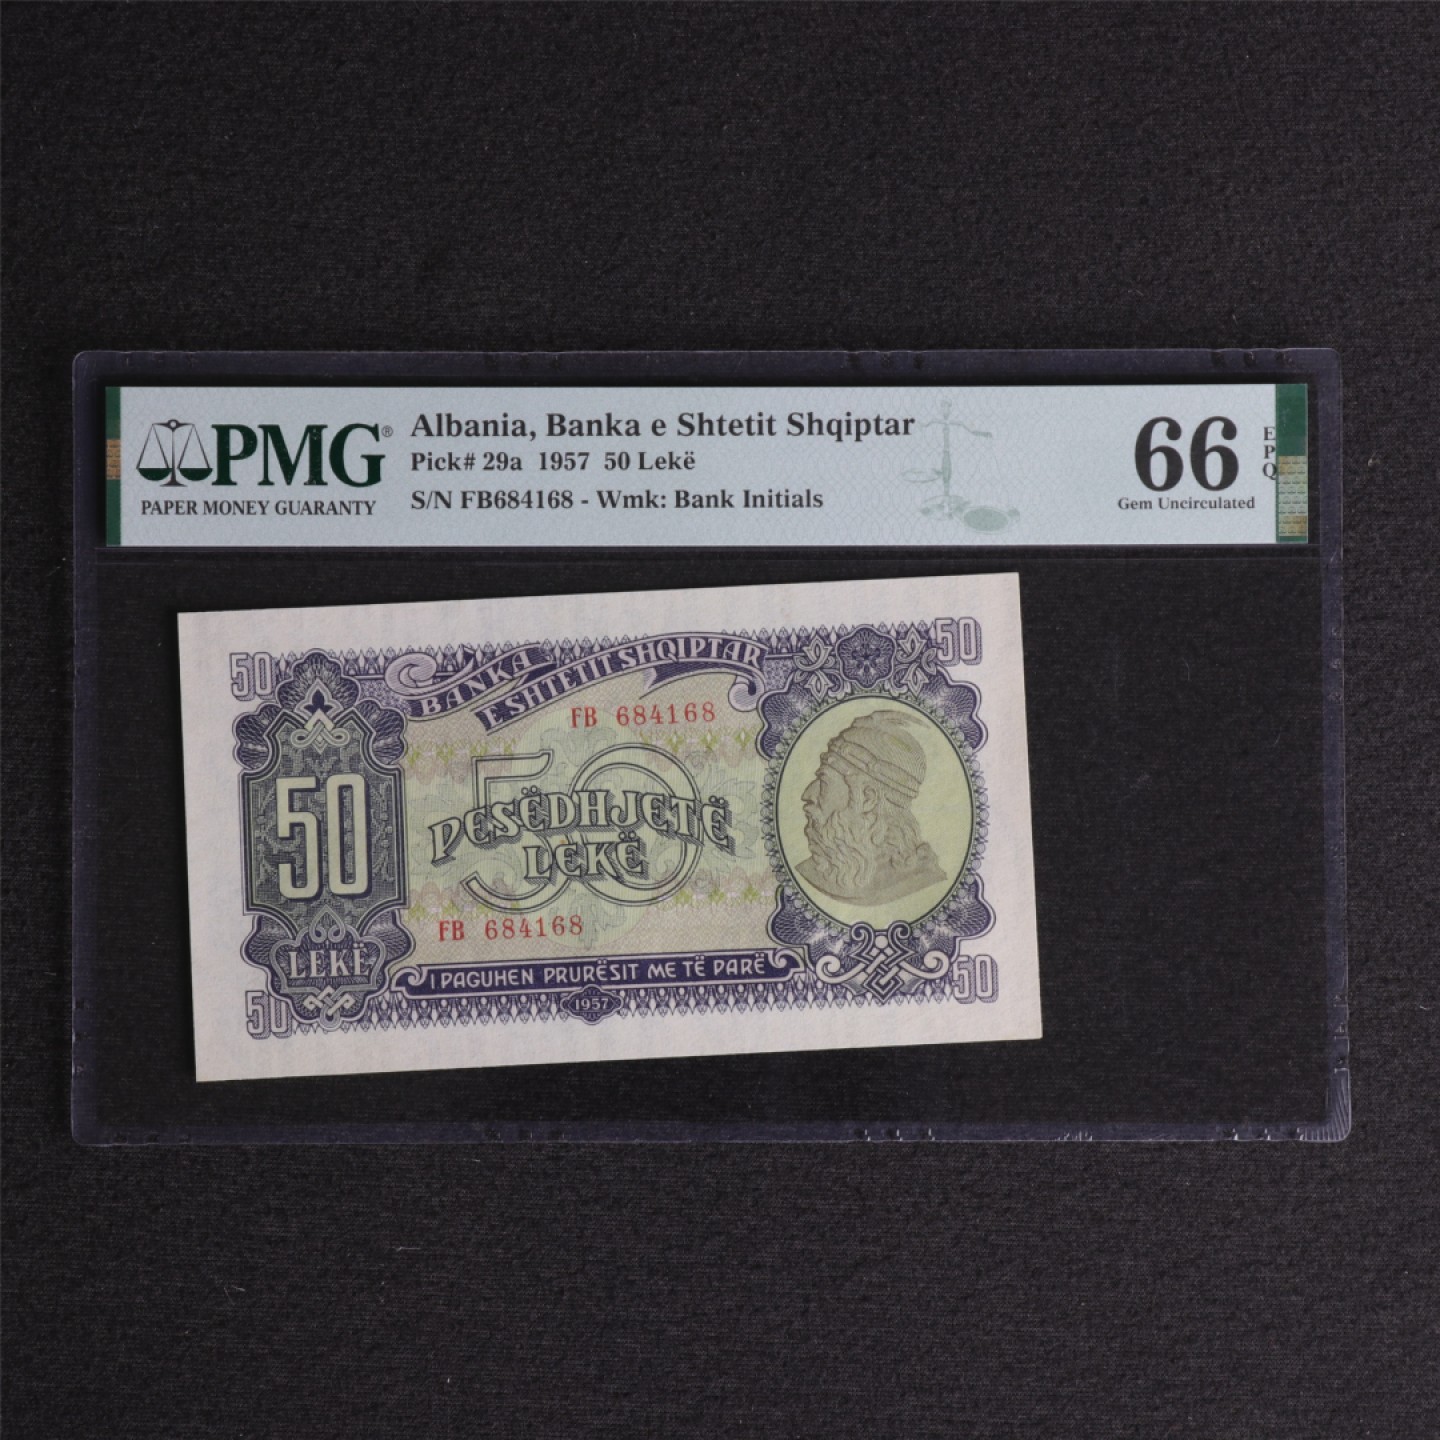 PMG®
PAPER MONEY GUARANTY
Albania, Banka e Shtetit Shqiptar
Pick# 29a 1957 50 Lekë
S/N FB684168 - Wmk: Bank Initials
66
EPQ
Gem Uncirculated
50
50
BANKA
E SHTETIT SHQIPTAR
FB 684168
50
50
PESËDHJETË
LEKË
FB 684168
LEKË
I PAGUHEN PRURËSIT ME TË PARË
1957
50
50